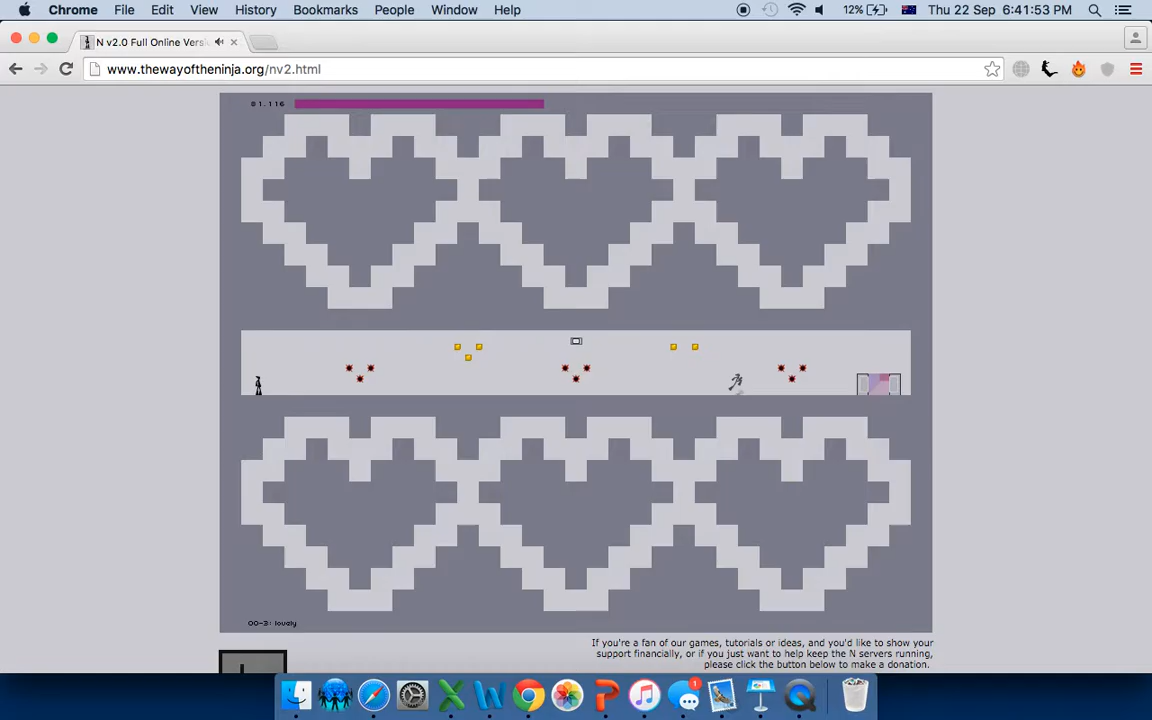 Chrome File Edit View History Bookmarks People Window Help 12% Thu 22 Sep 6:41:53 PM
N v2.0 Full Online Versi
www.thewayoftheninja.org/nv2.html
81.116
00-3: lovely
If you're a fan of our games, tutorials or ideas, and you'd like to show your
support financially, or if you just want to help keep the N servers running,
please click the button below to make a donation.
1